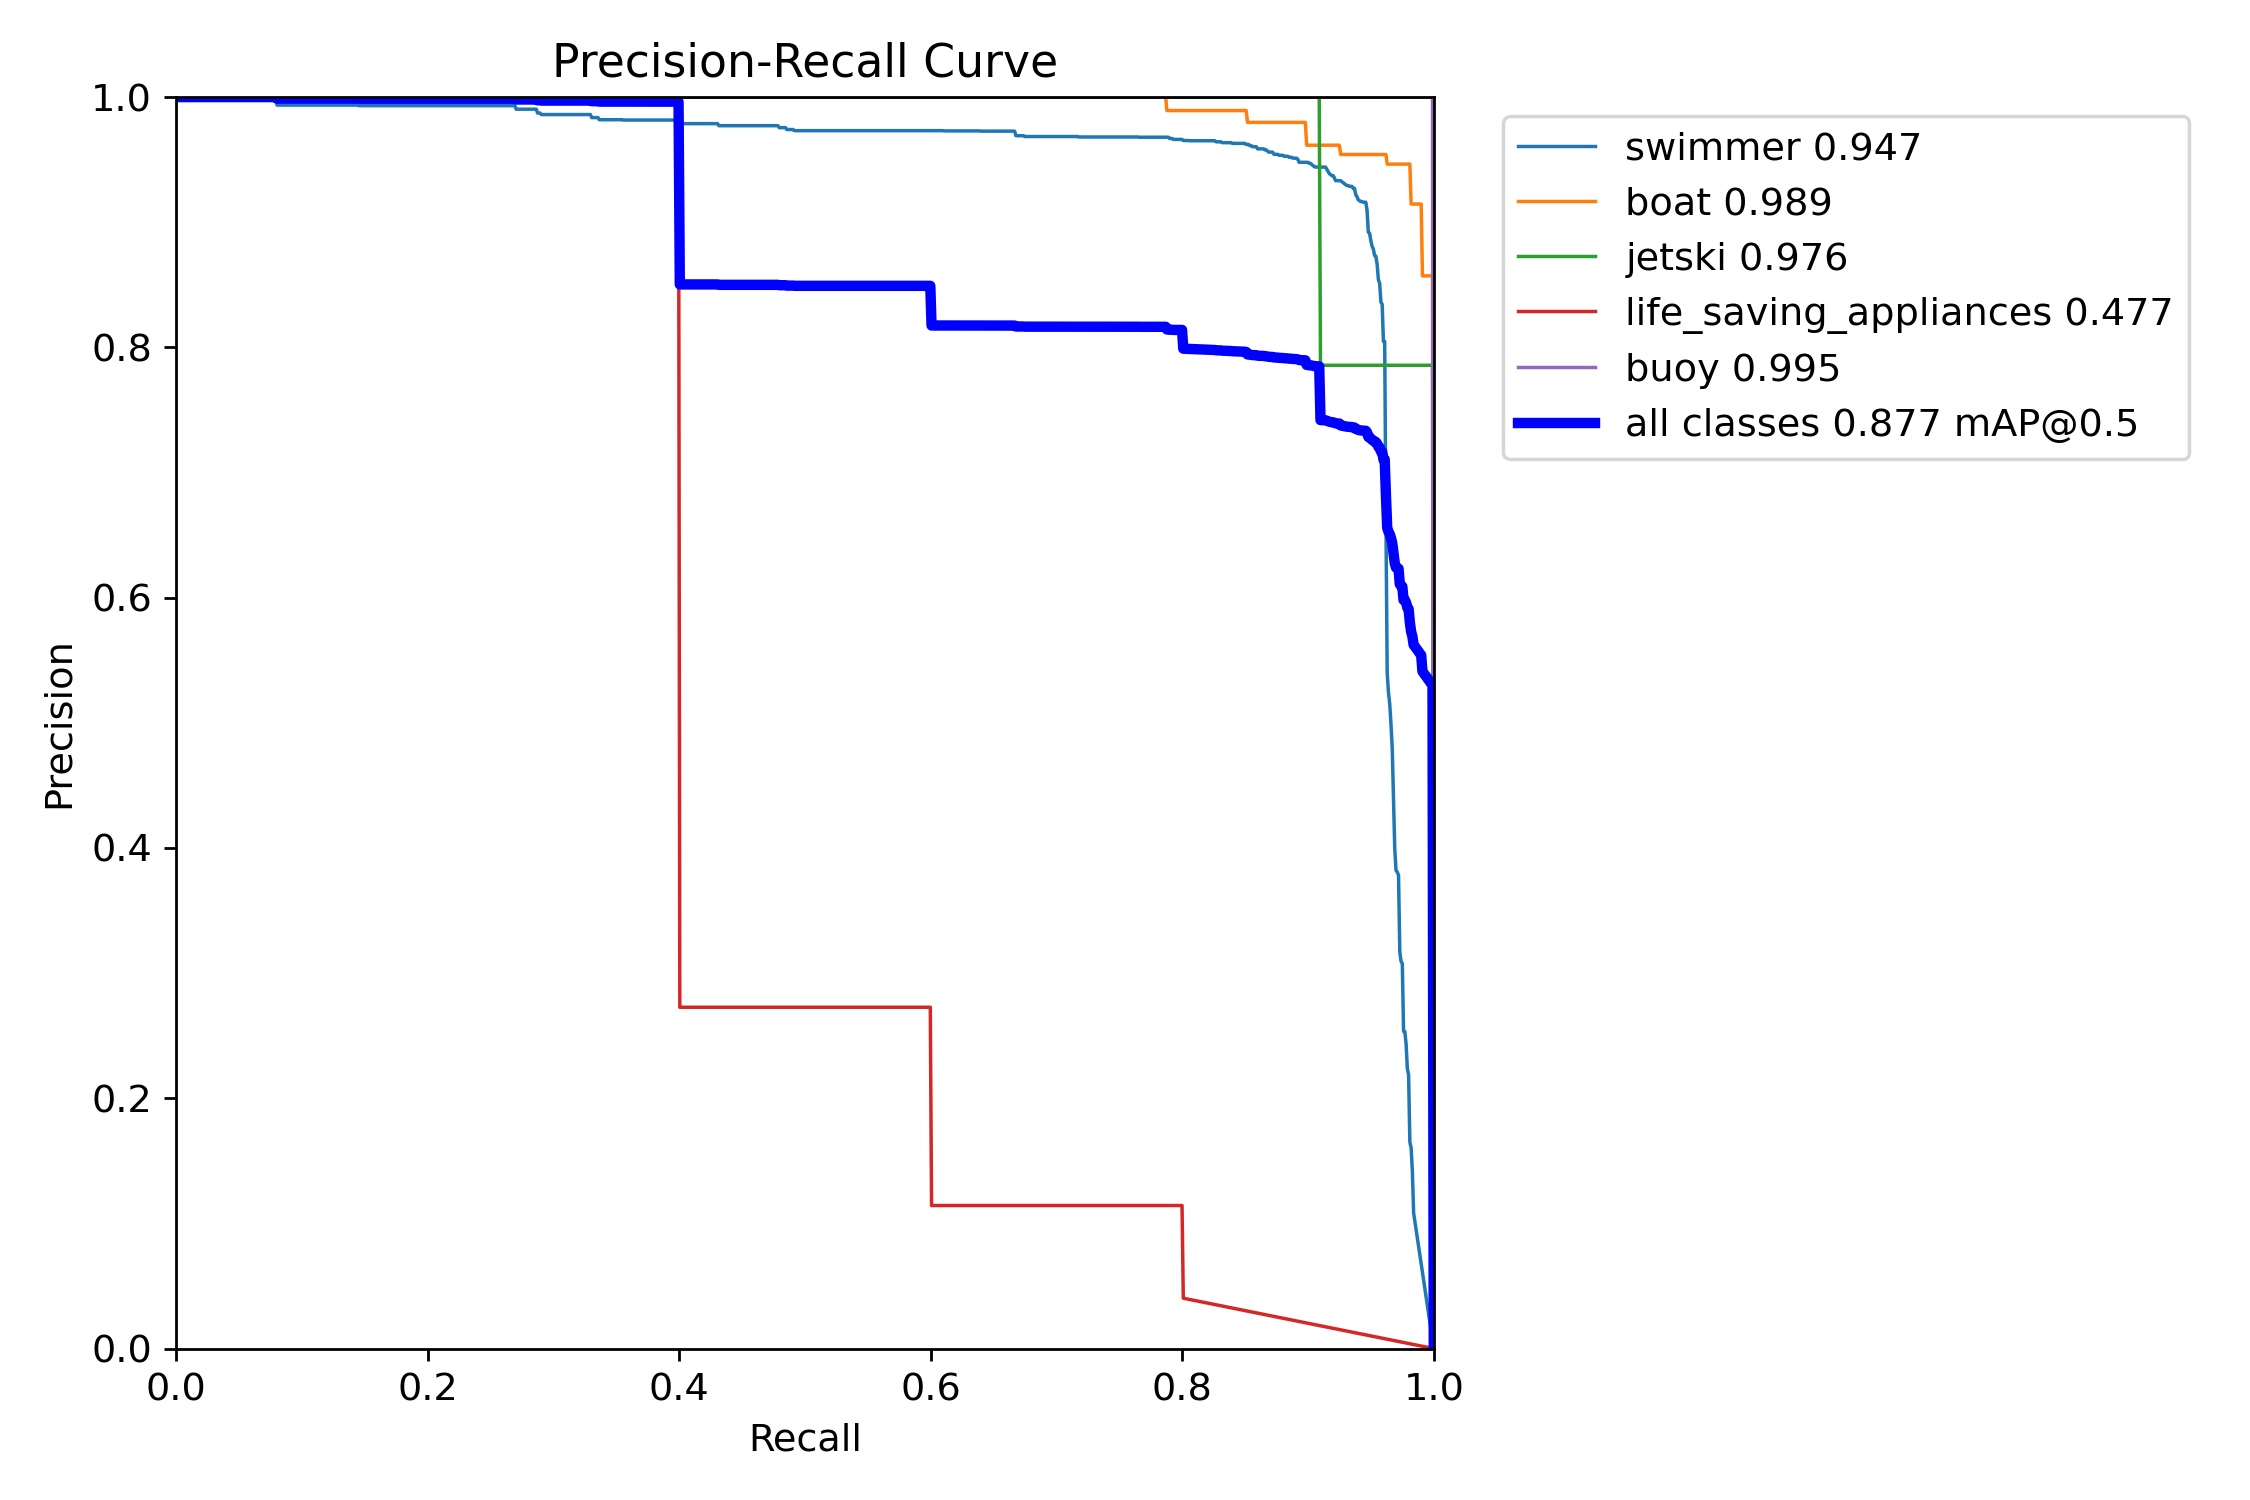 Precision-Recall Curve
1.0
0.8
0.6
0.4
0.2
0.0
Precision
0.0 0.2 0.4 0.6 0.8 1.0
Recall
swimmer 0.947
boat 0.989
jetski 0.976
life_saving_appliances 0.477
buoy 0.995
all classes 0.877 mAP@0.5